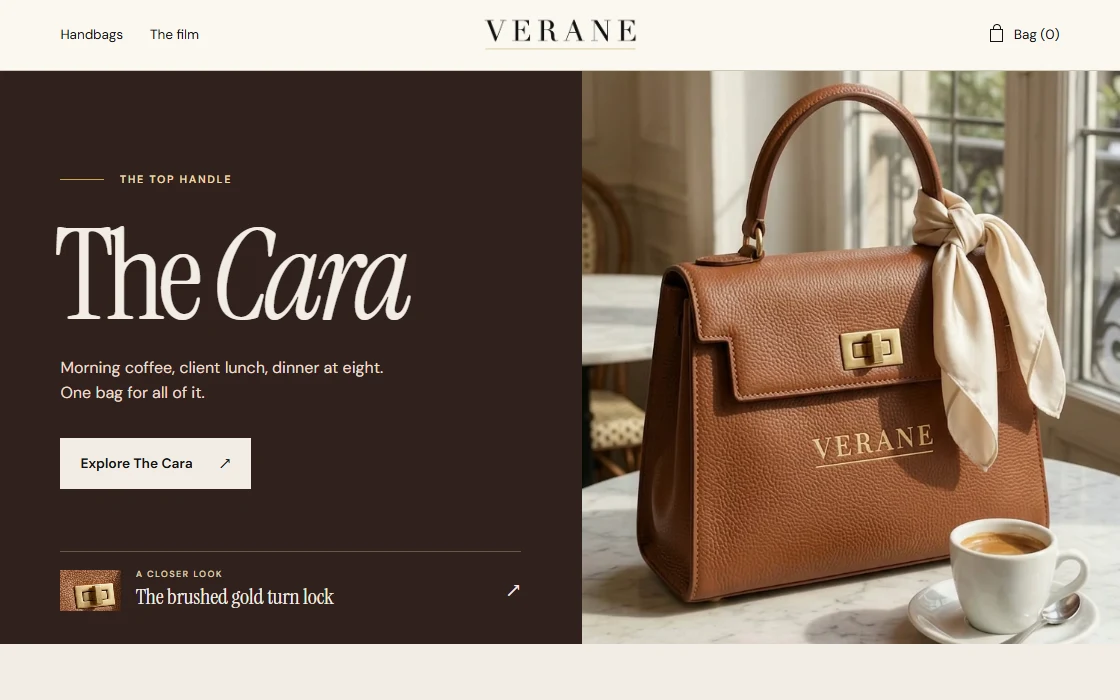 Handbags
The film
VERANE
Bag (0)
THE TOP HANDLE
The Cara
Morning coffee, client lunch, dinner at eight.
One bag for all of it.
Explore The Cara ↗
A CLOSER LOOK
The brushed gold turn lock ↗
VERANE